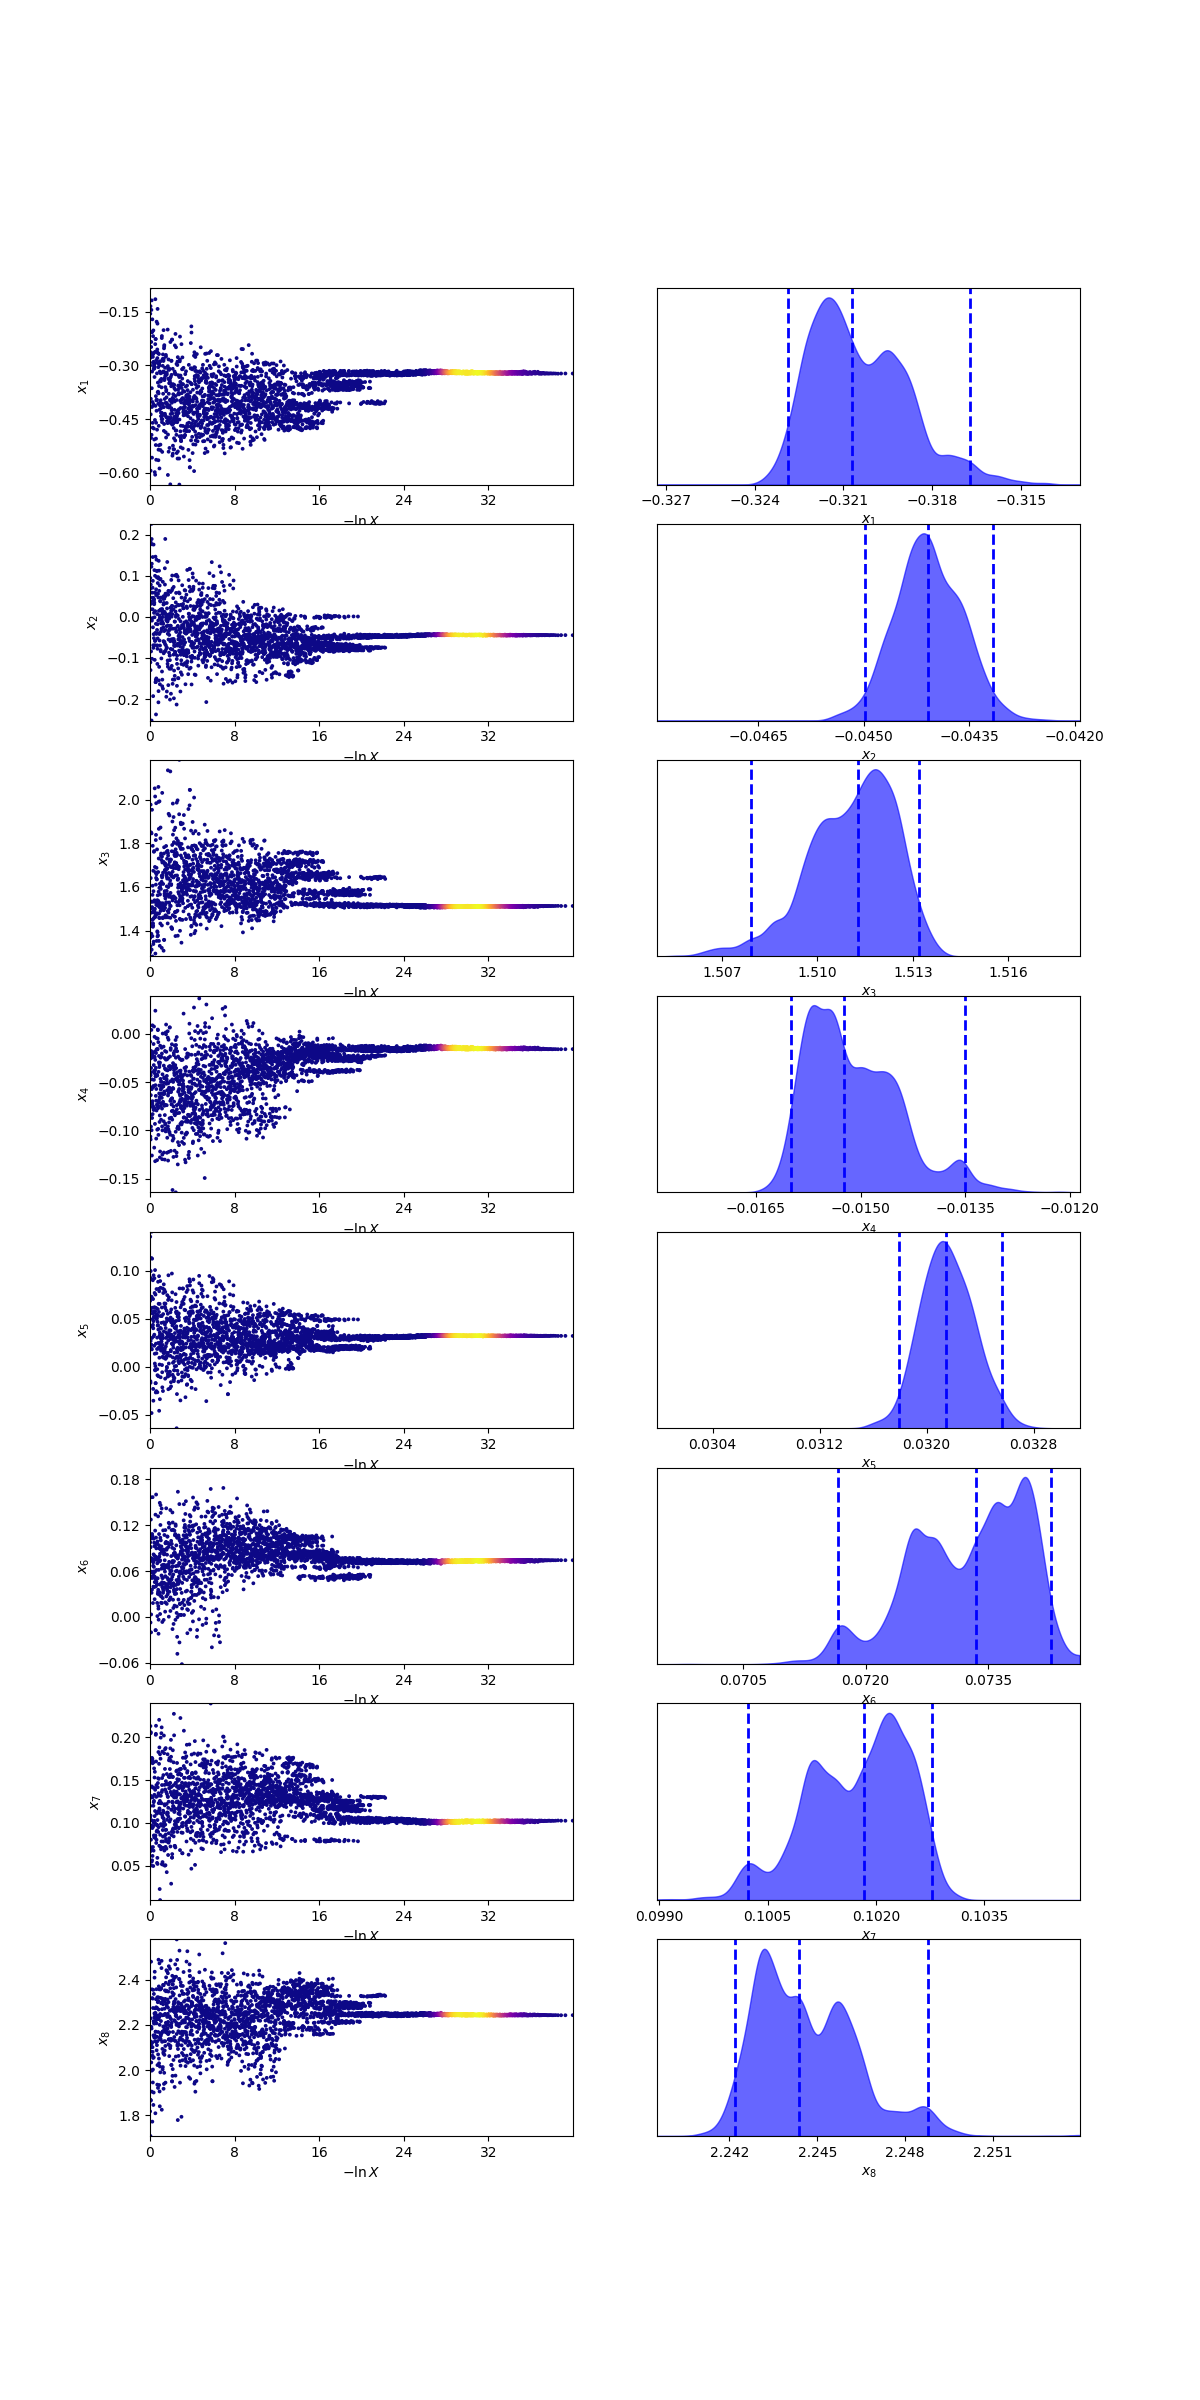 −0.15
−0.30
−0.45
−0.60
x₁
0 8 16 24 32
−ln X
−0.327 −0.324 −0.321 −0.318 −0.315
x₁
0.2
0.1
0.0
−0.1
−0.2
x₂
0 8 16 24 32
−ln X
−0.0465 −0.0450 −0.0435 −0.0420
x₂
2.0
1.8
1.6
1.4
x₃
0 8 16 24 32
−ln X
1.507 1.510 1.513 1.516
x₃
0.00
−0.05
−0.10
−0.15
x₄
0 8 16 24 32
−ln X
−0.0165 −0.0150 −0.0135 −0.0120
x₄
0.10
0.05
0.00
−0.05
x₅
0 8 16 24 32
−ln X
0.0304 0.0312 0.0320 0.0328
x₅
0.18
0.12
0.06
0.00
−0.06
x₆
0 8 16 24 32
−ln X
0.0705 0.0720 0.0735
x₆
0.20
0.15
0.10
0.05
x₇
0 8 16 24 32
−ln X
0.0990 0.1005 0.1020 0.1035
x₇
2.4
2.2
2.0
1.8
x₈
0 8 16 24 32
−ln X
2.242 2.245 2.248 2.251
x₈